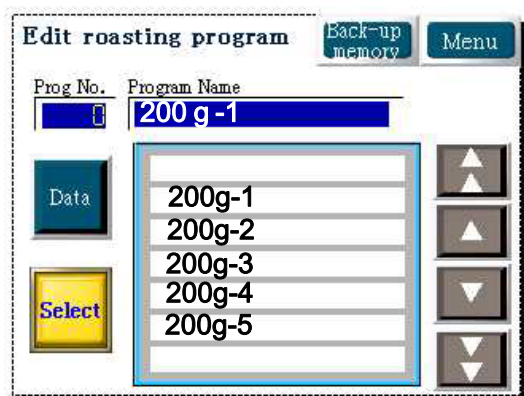 Edit roasting program
Back-up
memory
Menu
Prog No.
Program Name
0
200 g -1
Data
200g-1
200g-2
200g-3
200g-4
Select
200g-5